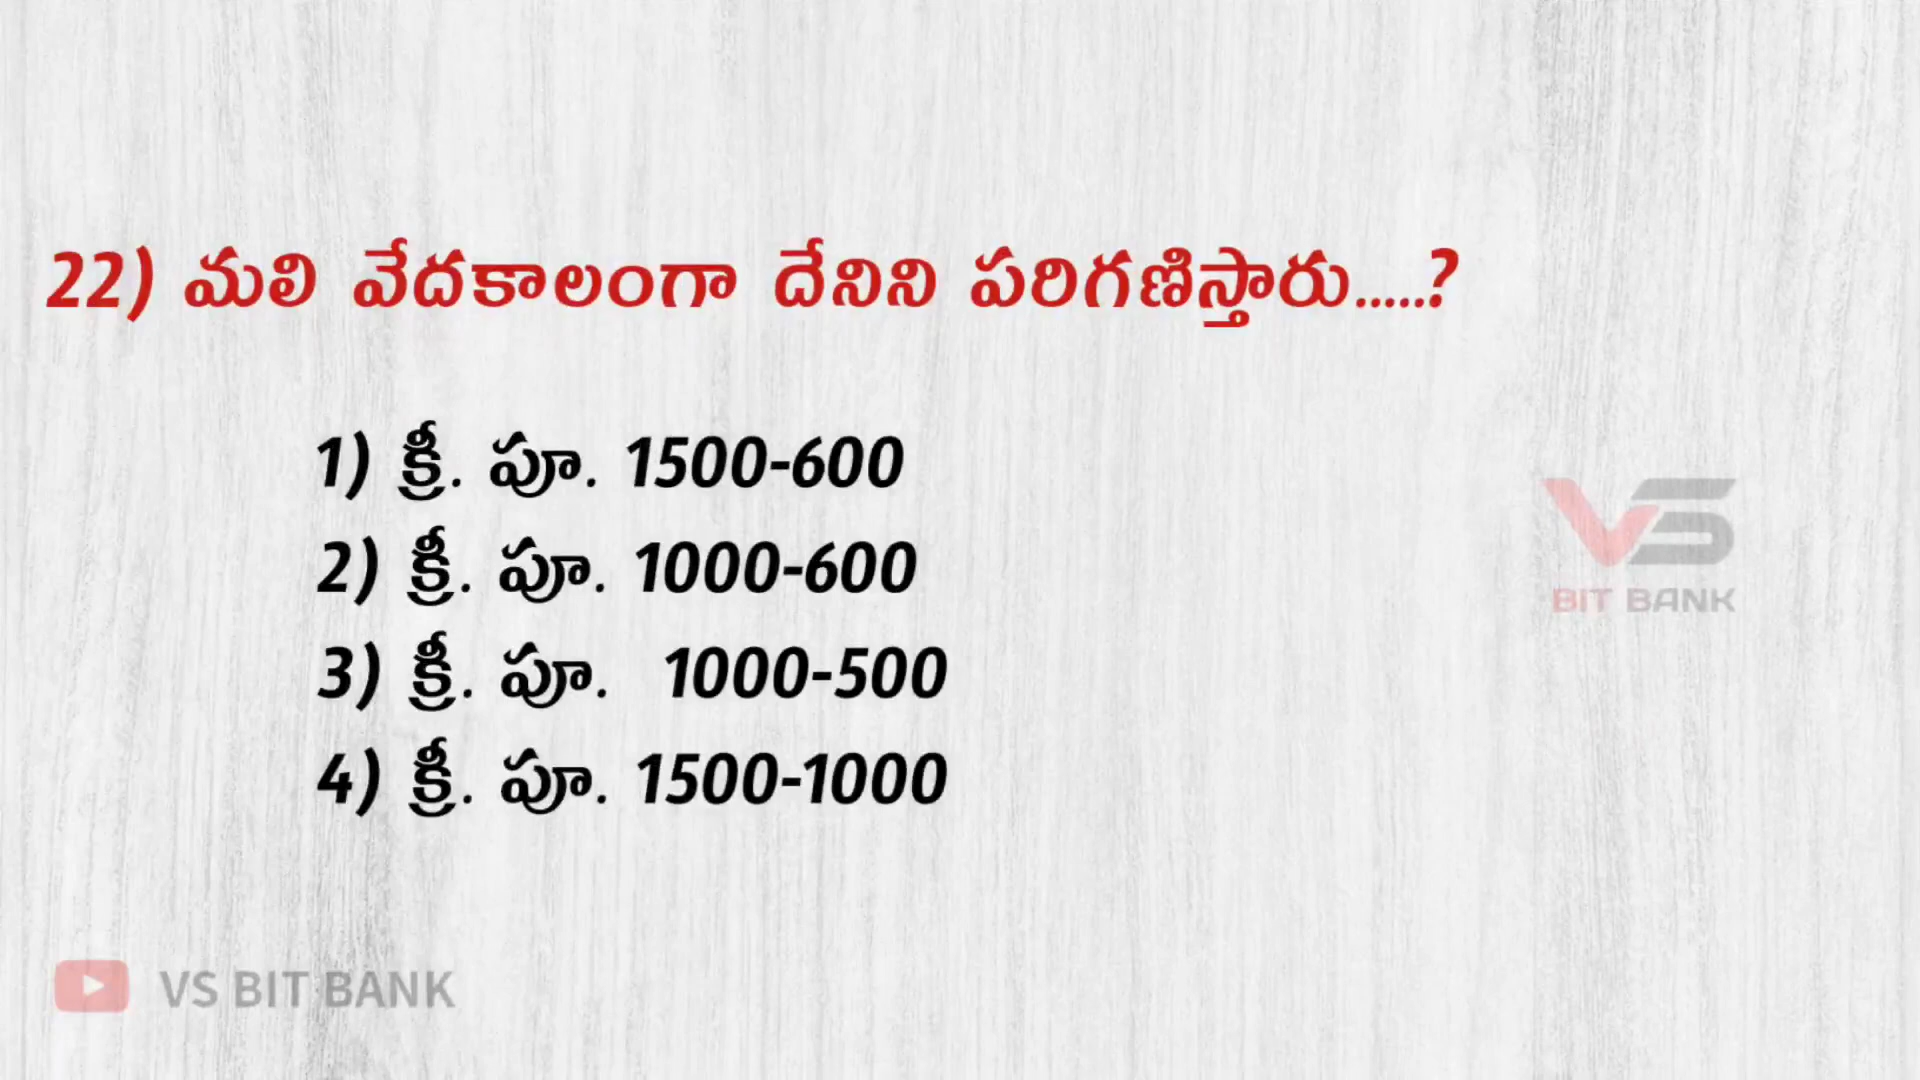 22) మలి వేదకాలంగా దేనిని పరిగణిస్తారు.....?
1) క్రీ. పూ. 1500-600
2) క్రీ. పూ. 1000-600
3) క్రీ. పూ. 1000-500
4) క్రీ. పూ. 1500-1000
VS
BIT BANK
VS BIT BANK